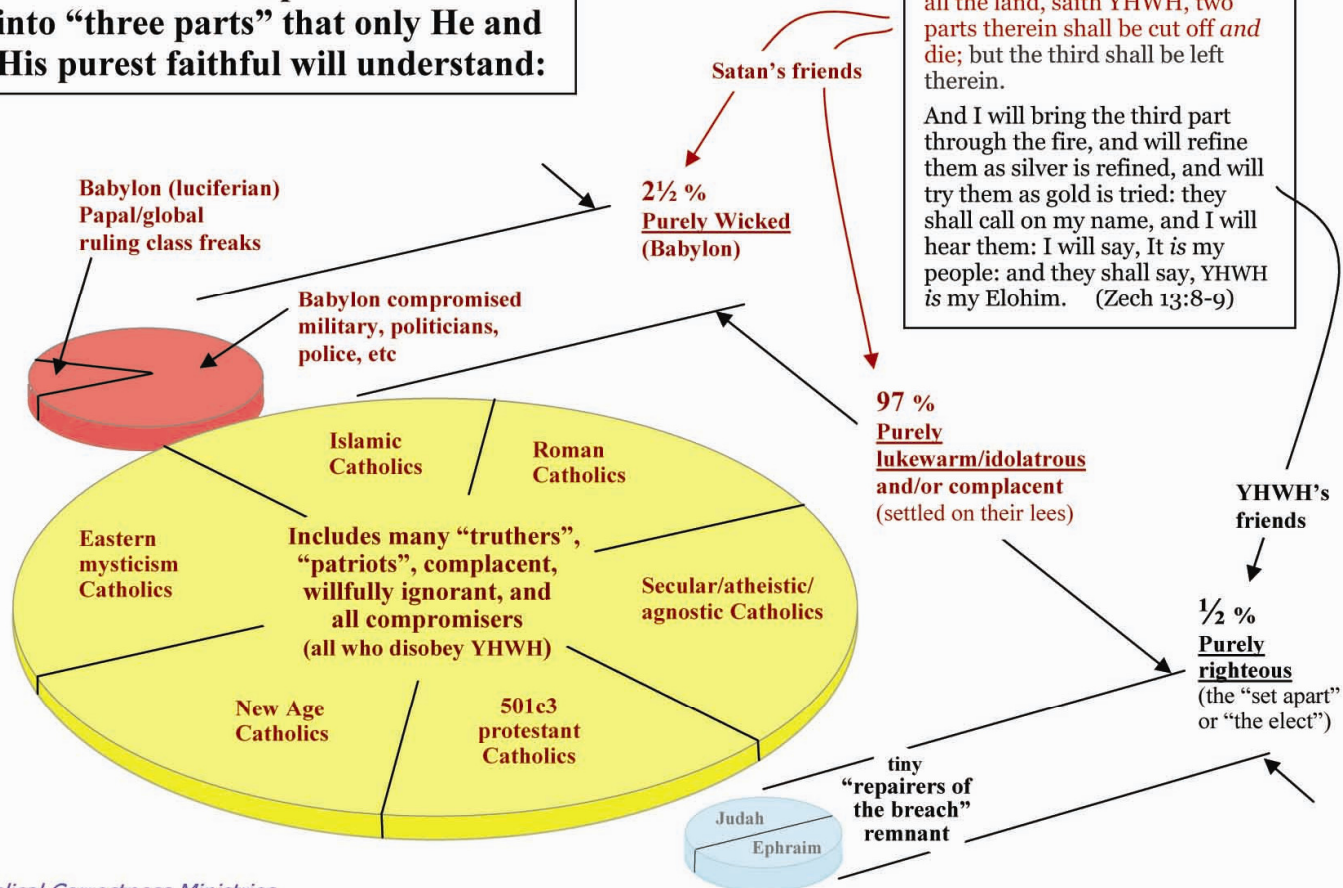 into “three parts” that only He and
His purest faithful will understand:
all the land, saith YHWH, two
parts therein shall be cut off and
die; but the third shall be left
therein.
And I will bring the third part
through the fire, and will refine
them as silver is refined, and will
try them as gold is tried: they
shall call on my name, and I will
hear them: I will say, It is my
people: and they shall say, YHWH
is my Elohim. (Zech 13:8-9)
Satan’s friends
2½ %
Purely Wicked
(Babylon)
Babylon (luciferian)
Papal/global
ruling class freaks
Babylon compromised
military, politicians,
police, etc
97 %
Purely
lukewarm/idolatrous
and/or complacent
(settled on their lees)
YHWH’s
friends
½ %
Purely
righteous
(the “set apart”
or “the elect”)
Islamic
Catholics
Roman
Catholics
Eastern
mysticism
Catholics
Includes many “truthers”,
“patriots”, complacent,
willfully ignorant, and
all compromisers
(all who disobey YHWH)
Secular/atheistic/
agnostic Catholics
New Age
Catholics
501c3
protestant
Catholics
tiny
“repairers of
the breach”
remnant
Judah
Ephraim